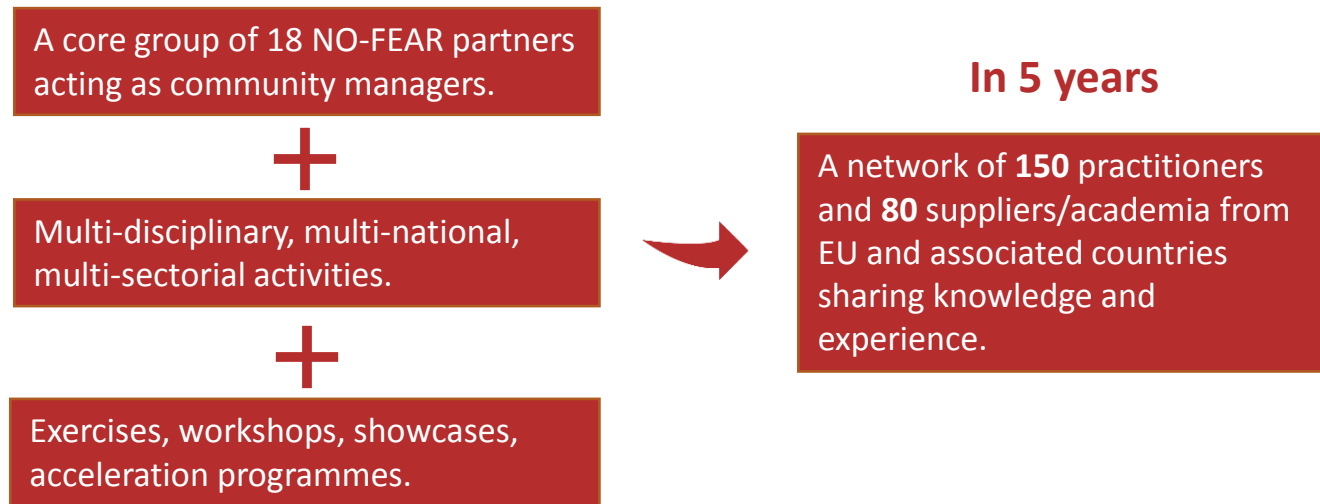 A core group of 18 NO-FEAR partners
acting as community managers.
Multi-disciplinary, multi-national,
multi-sectorial activities.
Exercises, workshops, showcases,
acceleration programmes.
In 5 years
A network of 150 practitioners
and 80 suppliers/academia from
EU and associated countries
sharing knowledge and
experience.